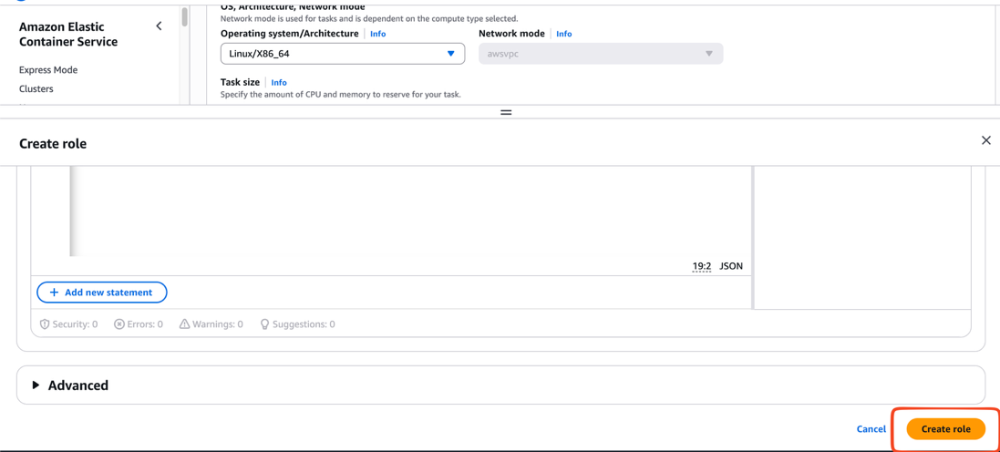 OS, Architecture, Network mode
Network mode is used for tasks and is dependent on the compute type selected.
Amazon Elastic
Container Service
Operating system/Architecture Info
Network mode Info
Linux/X86_64
awsvpc
Express Mode
Clusters
Task size Info
Specify the amount of CPU and memory to reserve for your task.
Create role
19:2 JSON
+ Add new statement
Security: 0
Errors: 0
Warnings: 0
Suggestions: 0
Advanced
Cancel
Create role